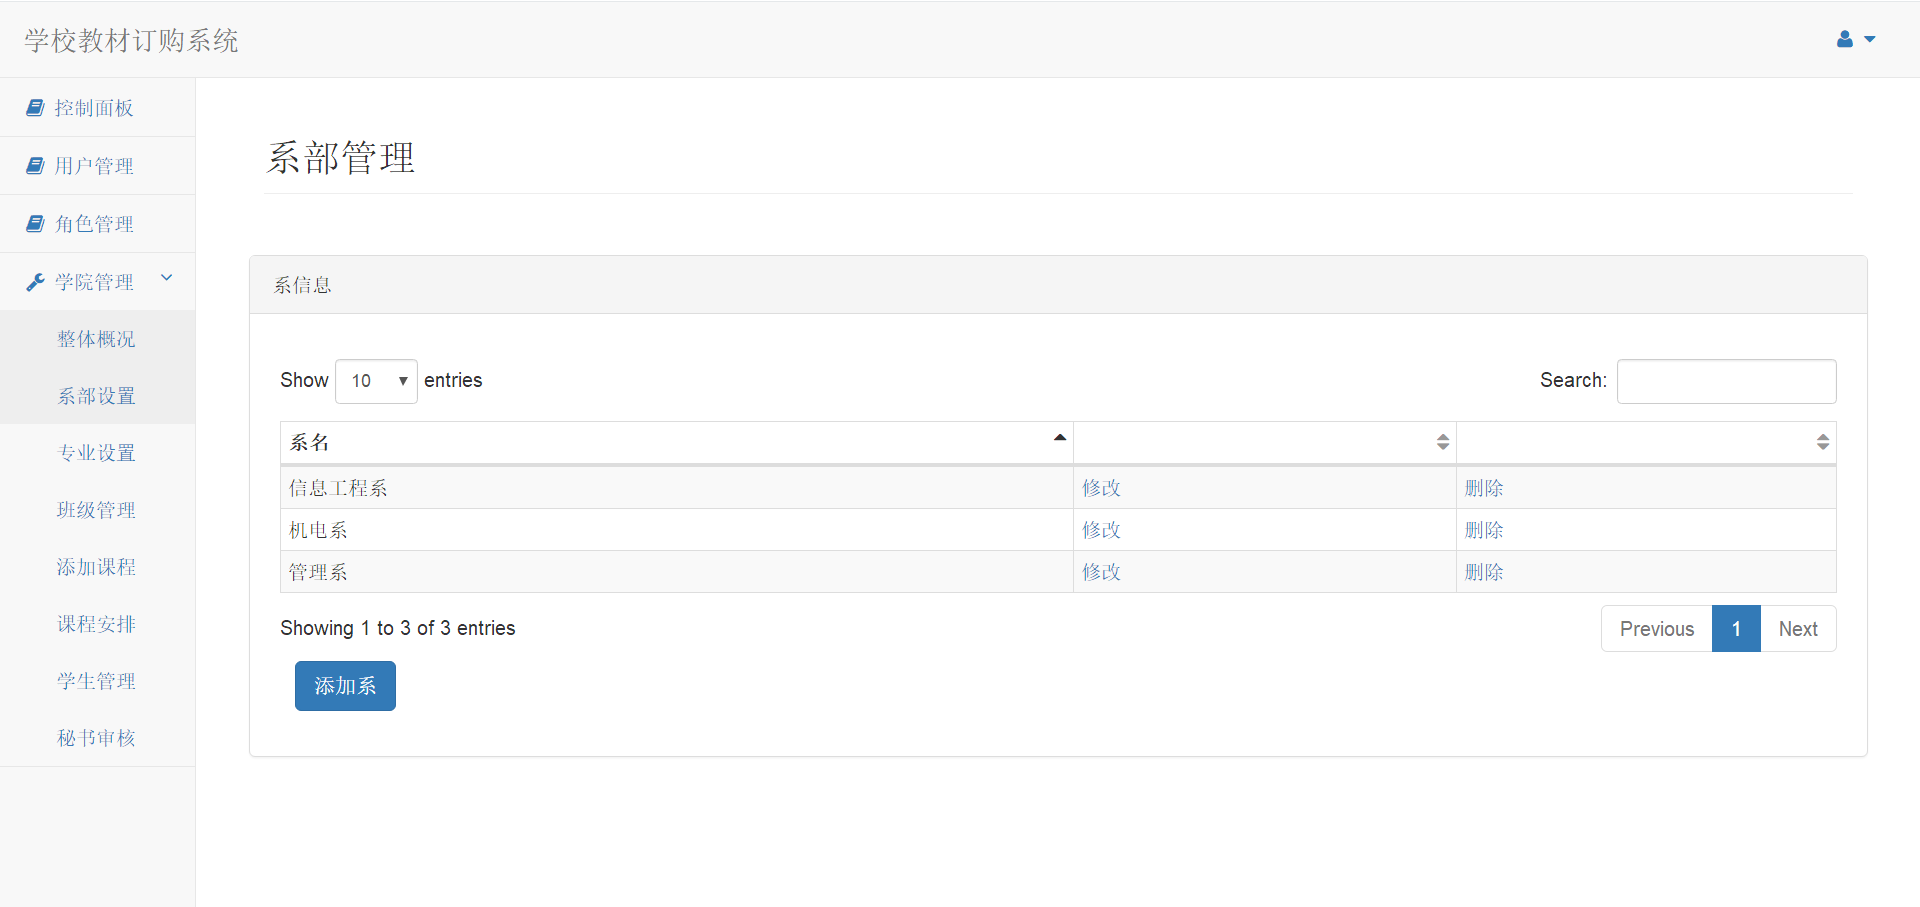 学校教材订购系统
控制面板
用户管理
角色管理
学院管理
整体概况
系部设置
专业设置
班级管理
添加课程
课程安排
学生管理
秘书审核
系部管理
系信息
Show 10 entries
Search:
系名
信息工程系 修改 删除
机电系 修改 删除
管理系 修改 删除
Showing 1 to 3 of 3 entries
Previous 1 Next
添加系